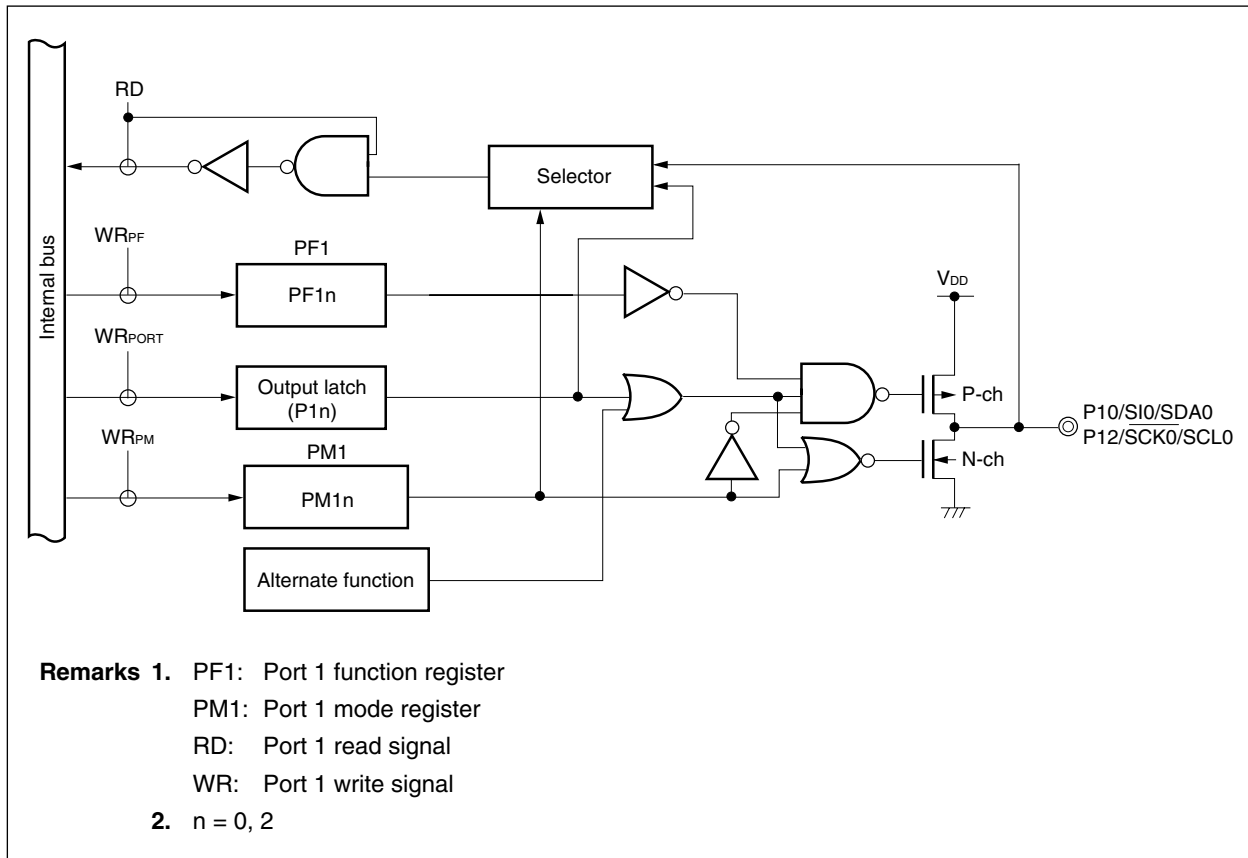 RD
Selector
Internal bus
WRPF
PF1
PF1n
VDD
WRPORT
Output latch
(P1n)
P-ch
P10/SI0/SDA0
P12/SCK0/SCL0
WRPM
PM1
PM1n
N-ch
Alternate function
Remarks 1. PF1: Port 1 function register
PM1: Port 1 mode register
RD: Port 1 read signal
WR: Port 1 write signal
2. n = 0, 2